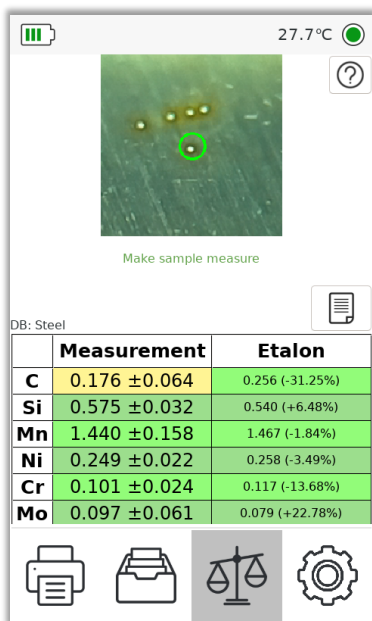 27.7°C
?
Make sample measure
DB: Steel
Measurement Etalon
C 0.176 ±0.064 0.256 (-31.25%)
Si 0.575 ±0.032 0.540 (+6.48%)
Mn 1.440 ±0.158 1.467 (-1.84%)
Ni 0.249 ±0.022 0.258 (-3.49%)
Cr 0.101 ±0.024 0.117 (-13.68%)
Mo 0.097 ±0.061 0.079 (+22.78%)